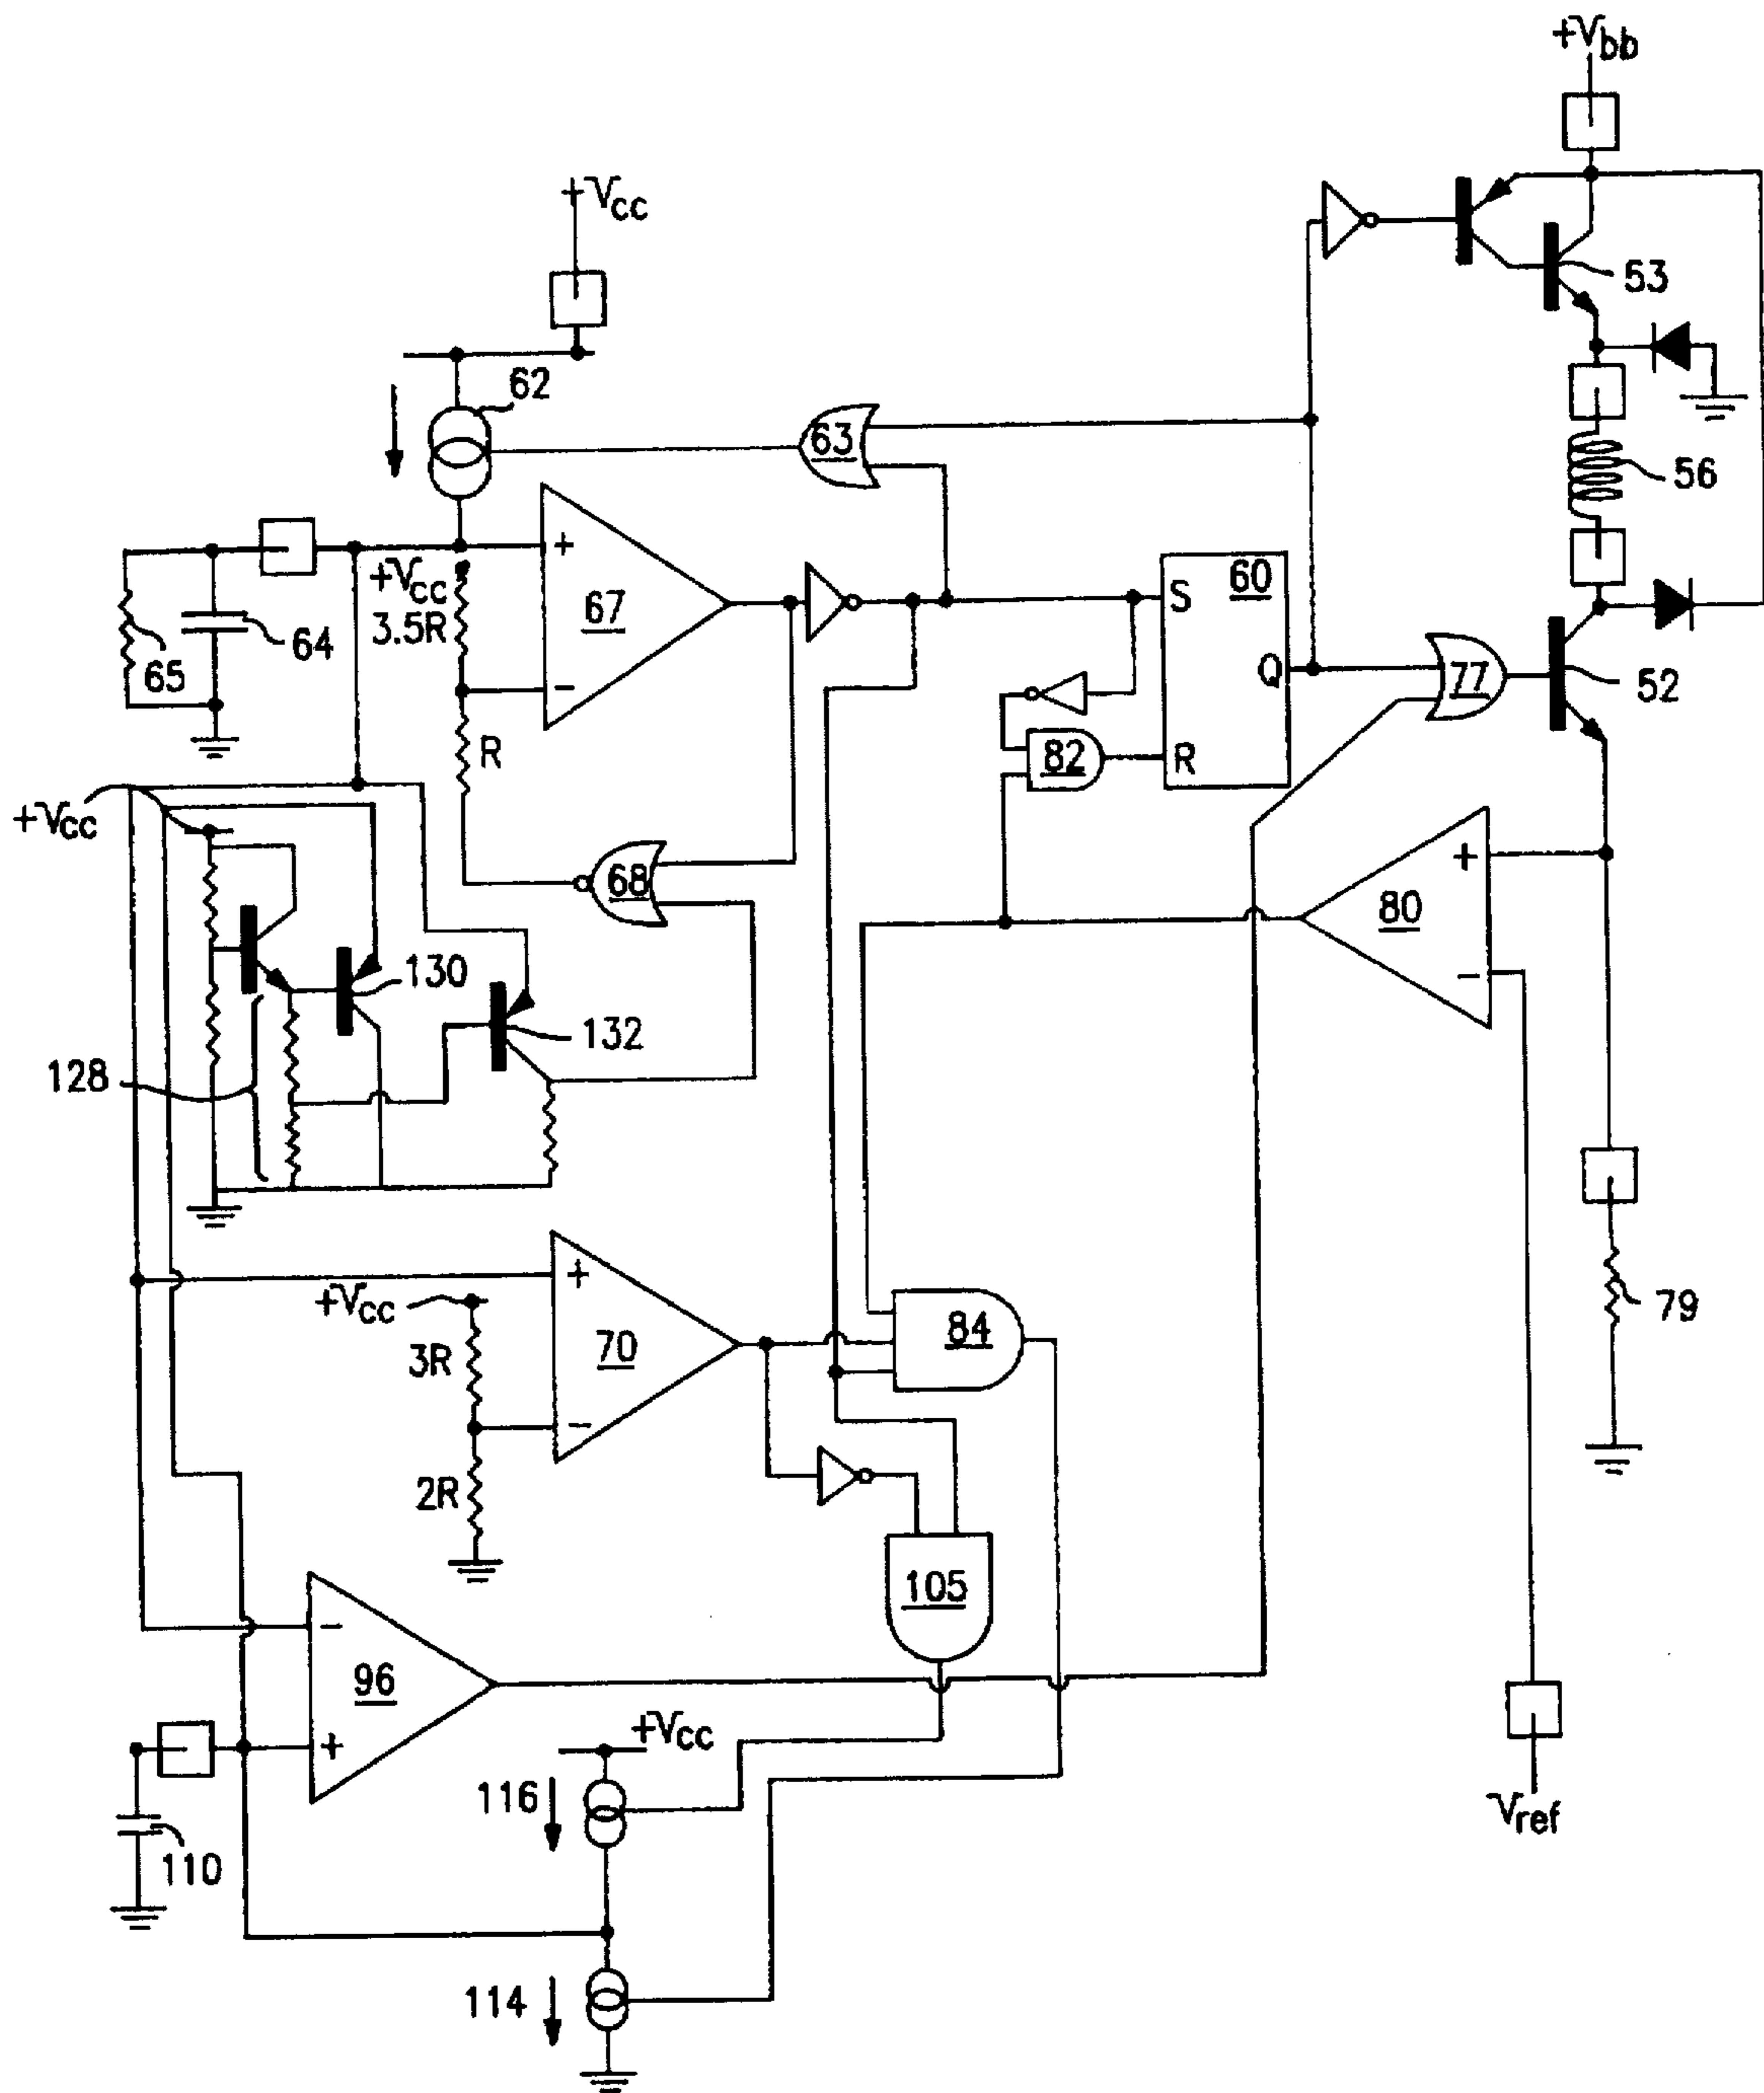 +Vbb
+Vcc
53
62
63
56
+
+Vcc
3.5R
67
60
S
64
65
−
Q
77
52
R
82
R
+Vcc
68
+
80
130
−
132
128
+
+Vcc
84
79
3R
70
−
2R
105
−
96
+Vcc
+
116
Vref
110
114